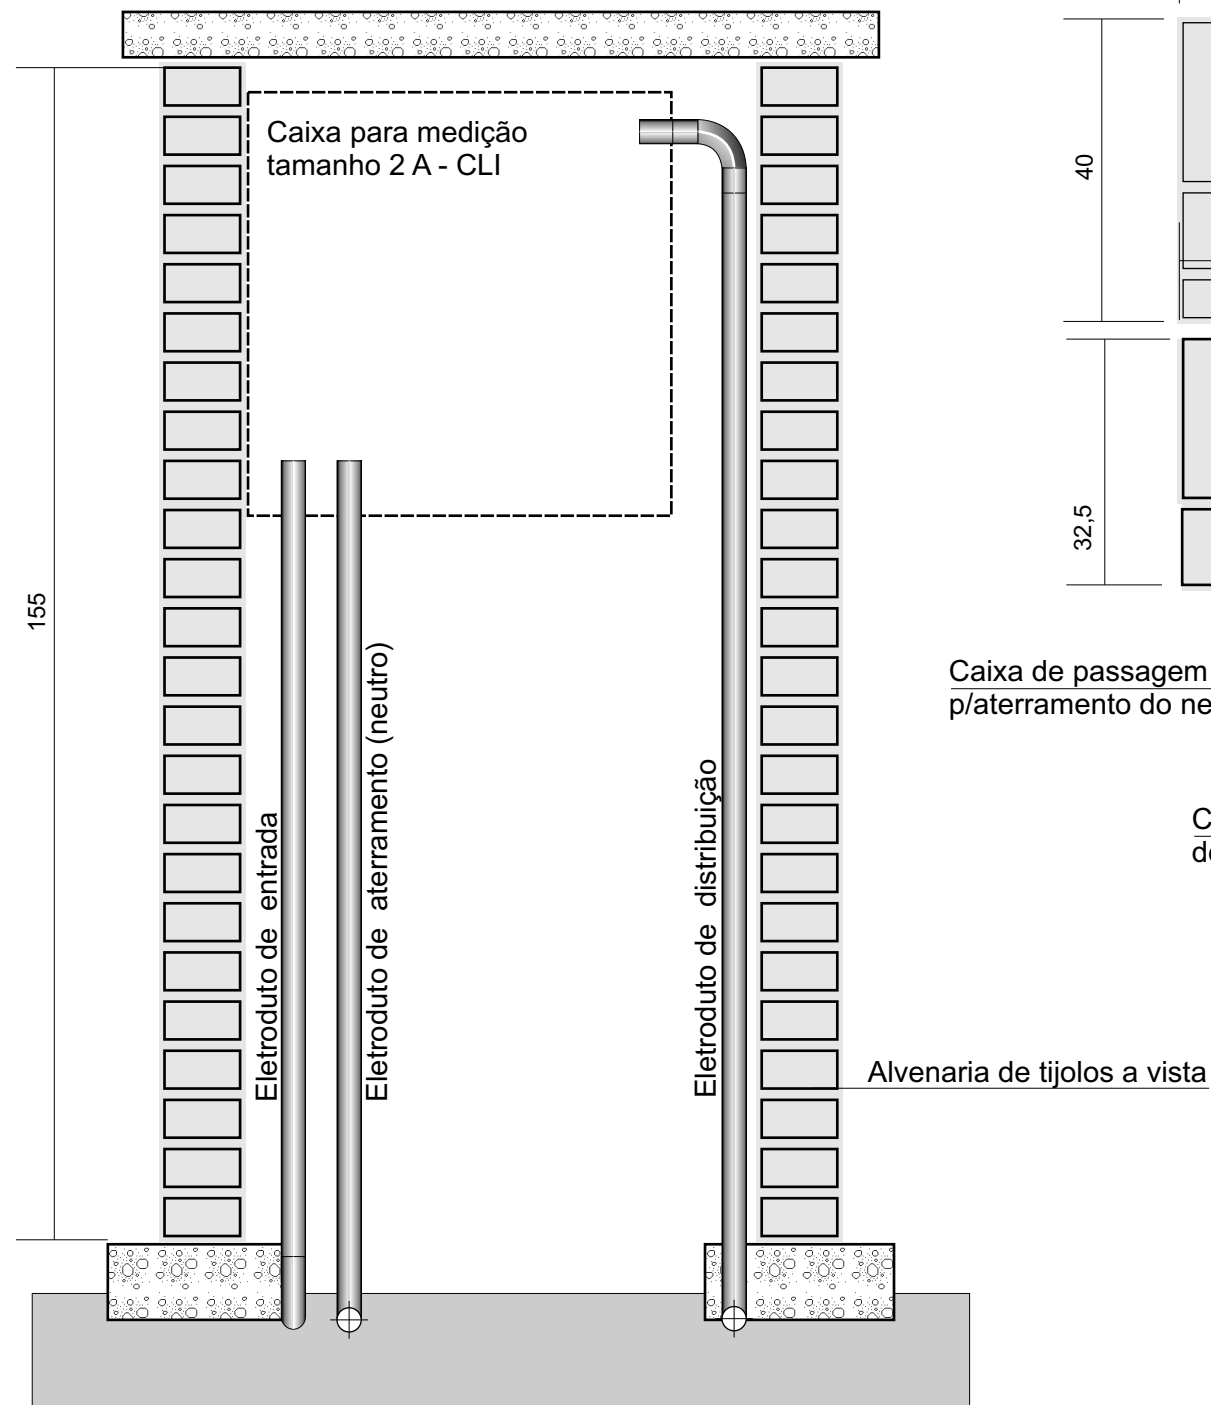 Caixa para medição
tamanho 2 A - CLI
40
32,5
155
Caixa de passagem
p/aterramento do ne
Eletroduto de entrada
Eletroduto de aterramento (neutro)
Eletroduto de distribuição
C
de
Alvenaria de tijolos a vista